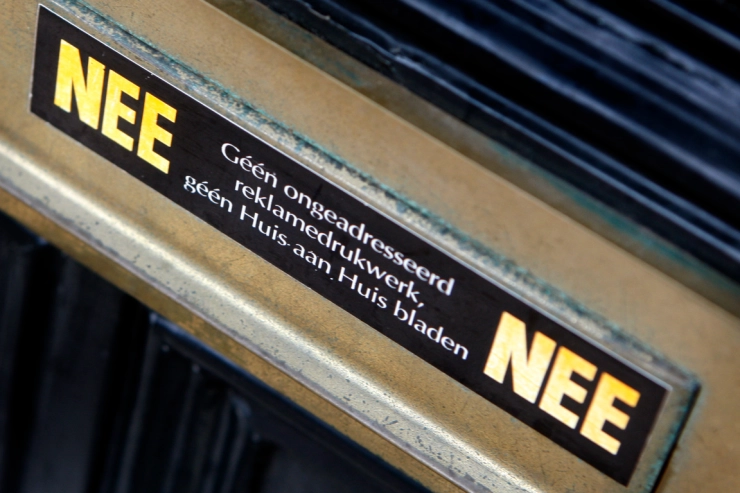 NEE
Géén ongeadresseerd
reklamedrukwerk,
géén Huis aan Huis bladen
NEE